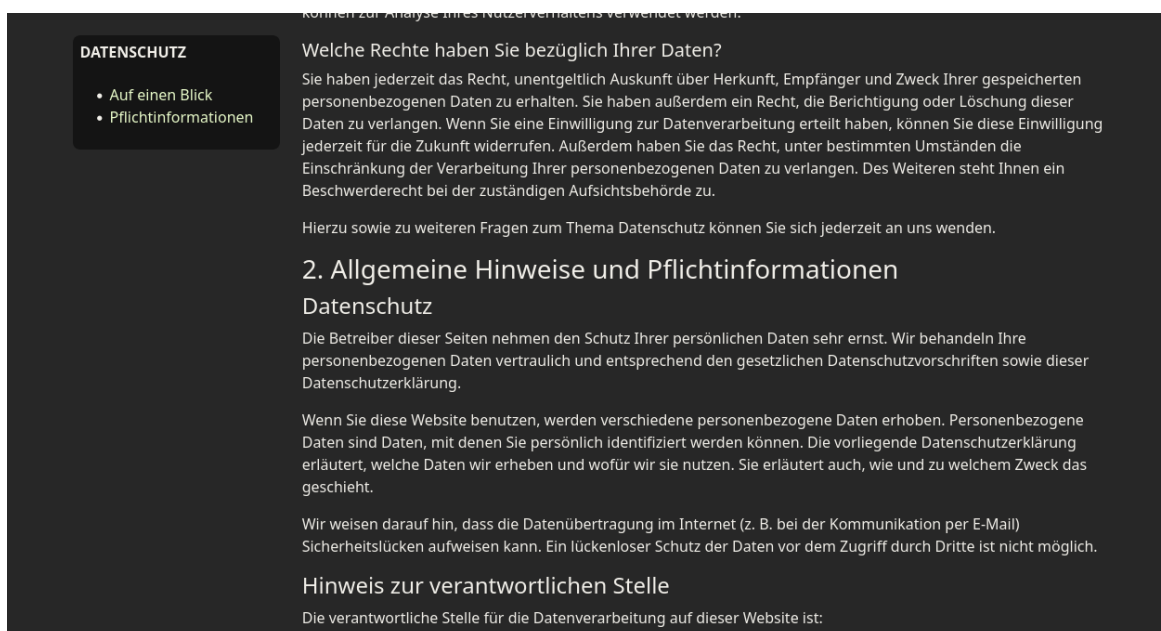 können zur Analyse Ihres Nutzerverhaltens verwendet werden.
DATENSCHUTZ
Auf einen Blick
Pflichtinformationen
Welche Rechte haben Sie bezüglich Ihrer Daten?
Sie haben jederzeit das Recht, unentgeltlich Auskunft über Herkunft, Empfänger und Zweck Ihrer gespeicherten
personenbezogenen Daten zu erhalten. Sie haben außerdem ein Recht, die Berichtigung oder Löschung dieser
Daten zu verlangen. Wenn Sie eine Einwilligung zur Datenverarbeitung erteilt haben, können Sie diese Einwilligung
jederzeit für die Zukunft widerrufen. Außerdem haben Sie das Recht, unter bestimmten Umständen die
Einschränkung der Verarbeitung Ihrer personenbezogenen Daten zu verlangen. Des Weiteren steht Ihnen ein
Beschwerderecht bei der zuständigen Aufsichtsbehörde zu.
Hierzu sowie zu weiteren Fragen zum Thema Datenschutz können Sie sich jederzeit an uns wenden.
2. Allgemeine Hinweise und Pflichtinformationen
Datenschutz
Die Betreiber dieser Seiten nehmen den Schutz Ihrer persönlichen Daten sehr ernst. Wir behandeln Ihre
personenbezogenen Daten vertraulich und entsprechend den gesetzlichen Datenschutzvorschriften sowie dieser
Datenschutzerklärung.
Wenn Sie diese Website benutzen, werden verschiedene personenbezogene Daten erhoben. Personenbezogene
Daten sind Daten, mit denen Sie persönlich identifiziert werden können. Die vorliegende Datenschutzerklärung
erläutert, welche Daten wir erheben und wofür wir sie nutzen. Sie erläutert auch, wie und zu welchem Zweck das
geschieht.
Wir weisen darauf hin, dass die Datenübertragung im Internet (z. B. bei der Kommunikation per E-Mail)
Sicherheitslücken aufweisen kann. Ein lückenloser Schutz der Daten vor dem Zugriff durch Dritte ist nicht möglich.
Hinweis zur verantwortlichen Stelle
Die verantwortliche Stelle für die Datenverarbeitung auf dieser Website ist: